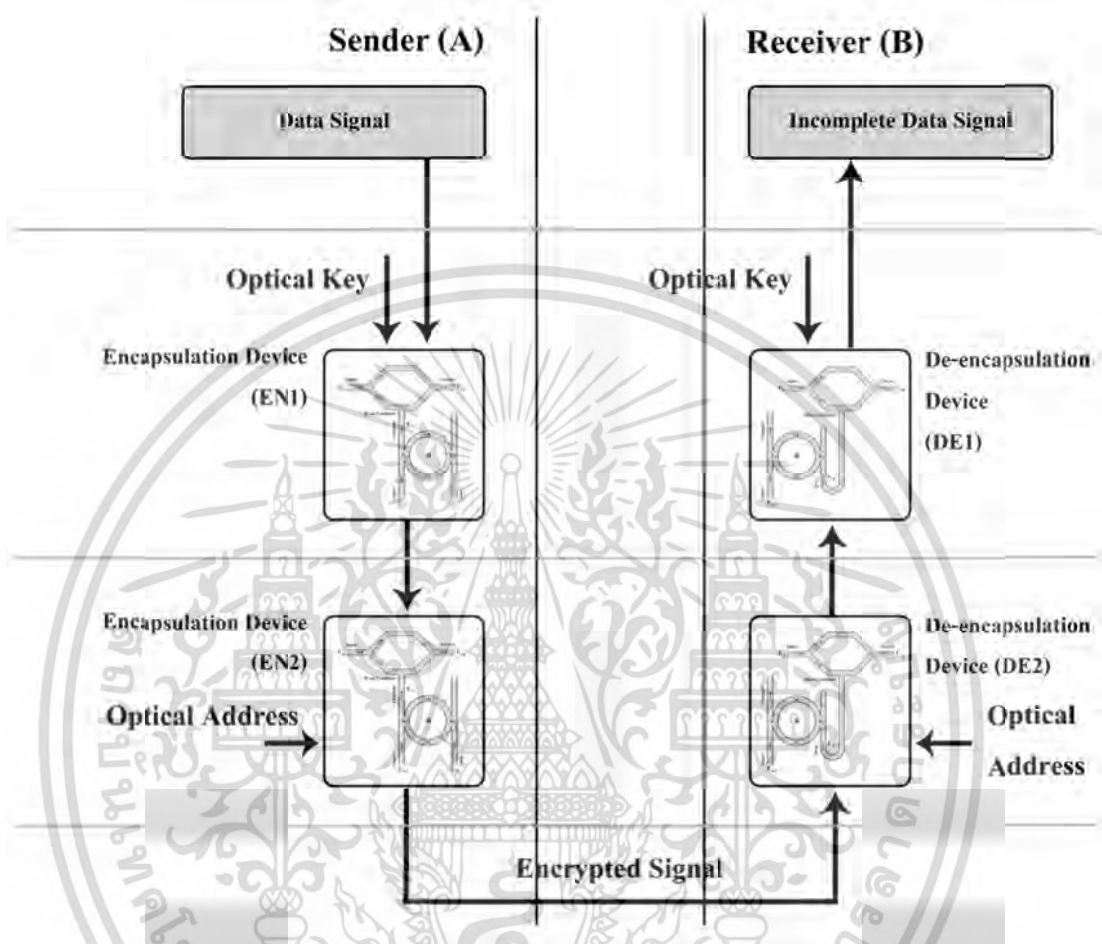 Sender (A)
Receiver (B)
Data Signal
Incomplete Data Signal
Optical Key
Optical Key
Encapsulation Device
(EN1)
De-encapsulation
Device
(DE1)
Encapsulation Device
(EN2)
De-encapsulation
Device (DE2)
Optical Address
Optical
Address
Encrypted Signal